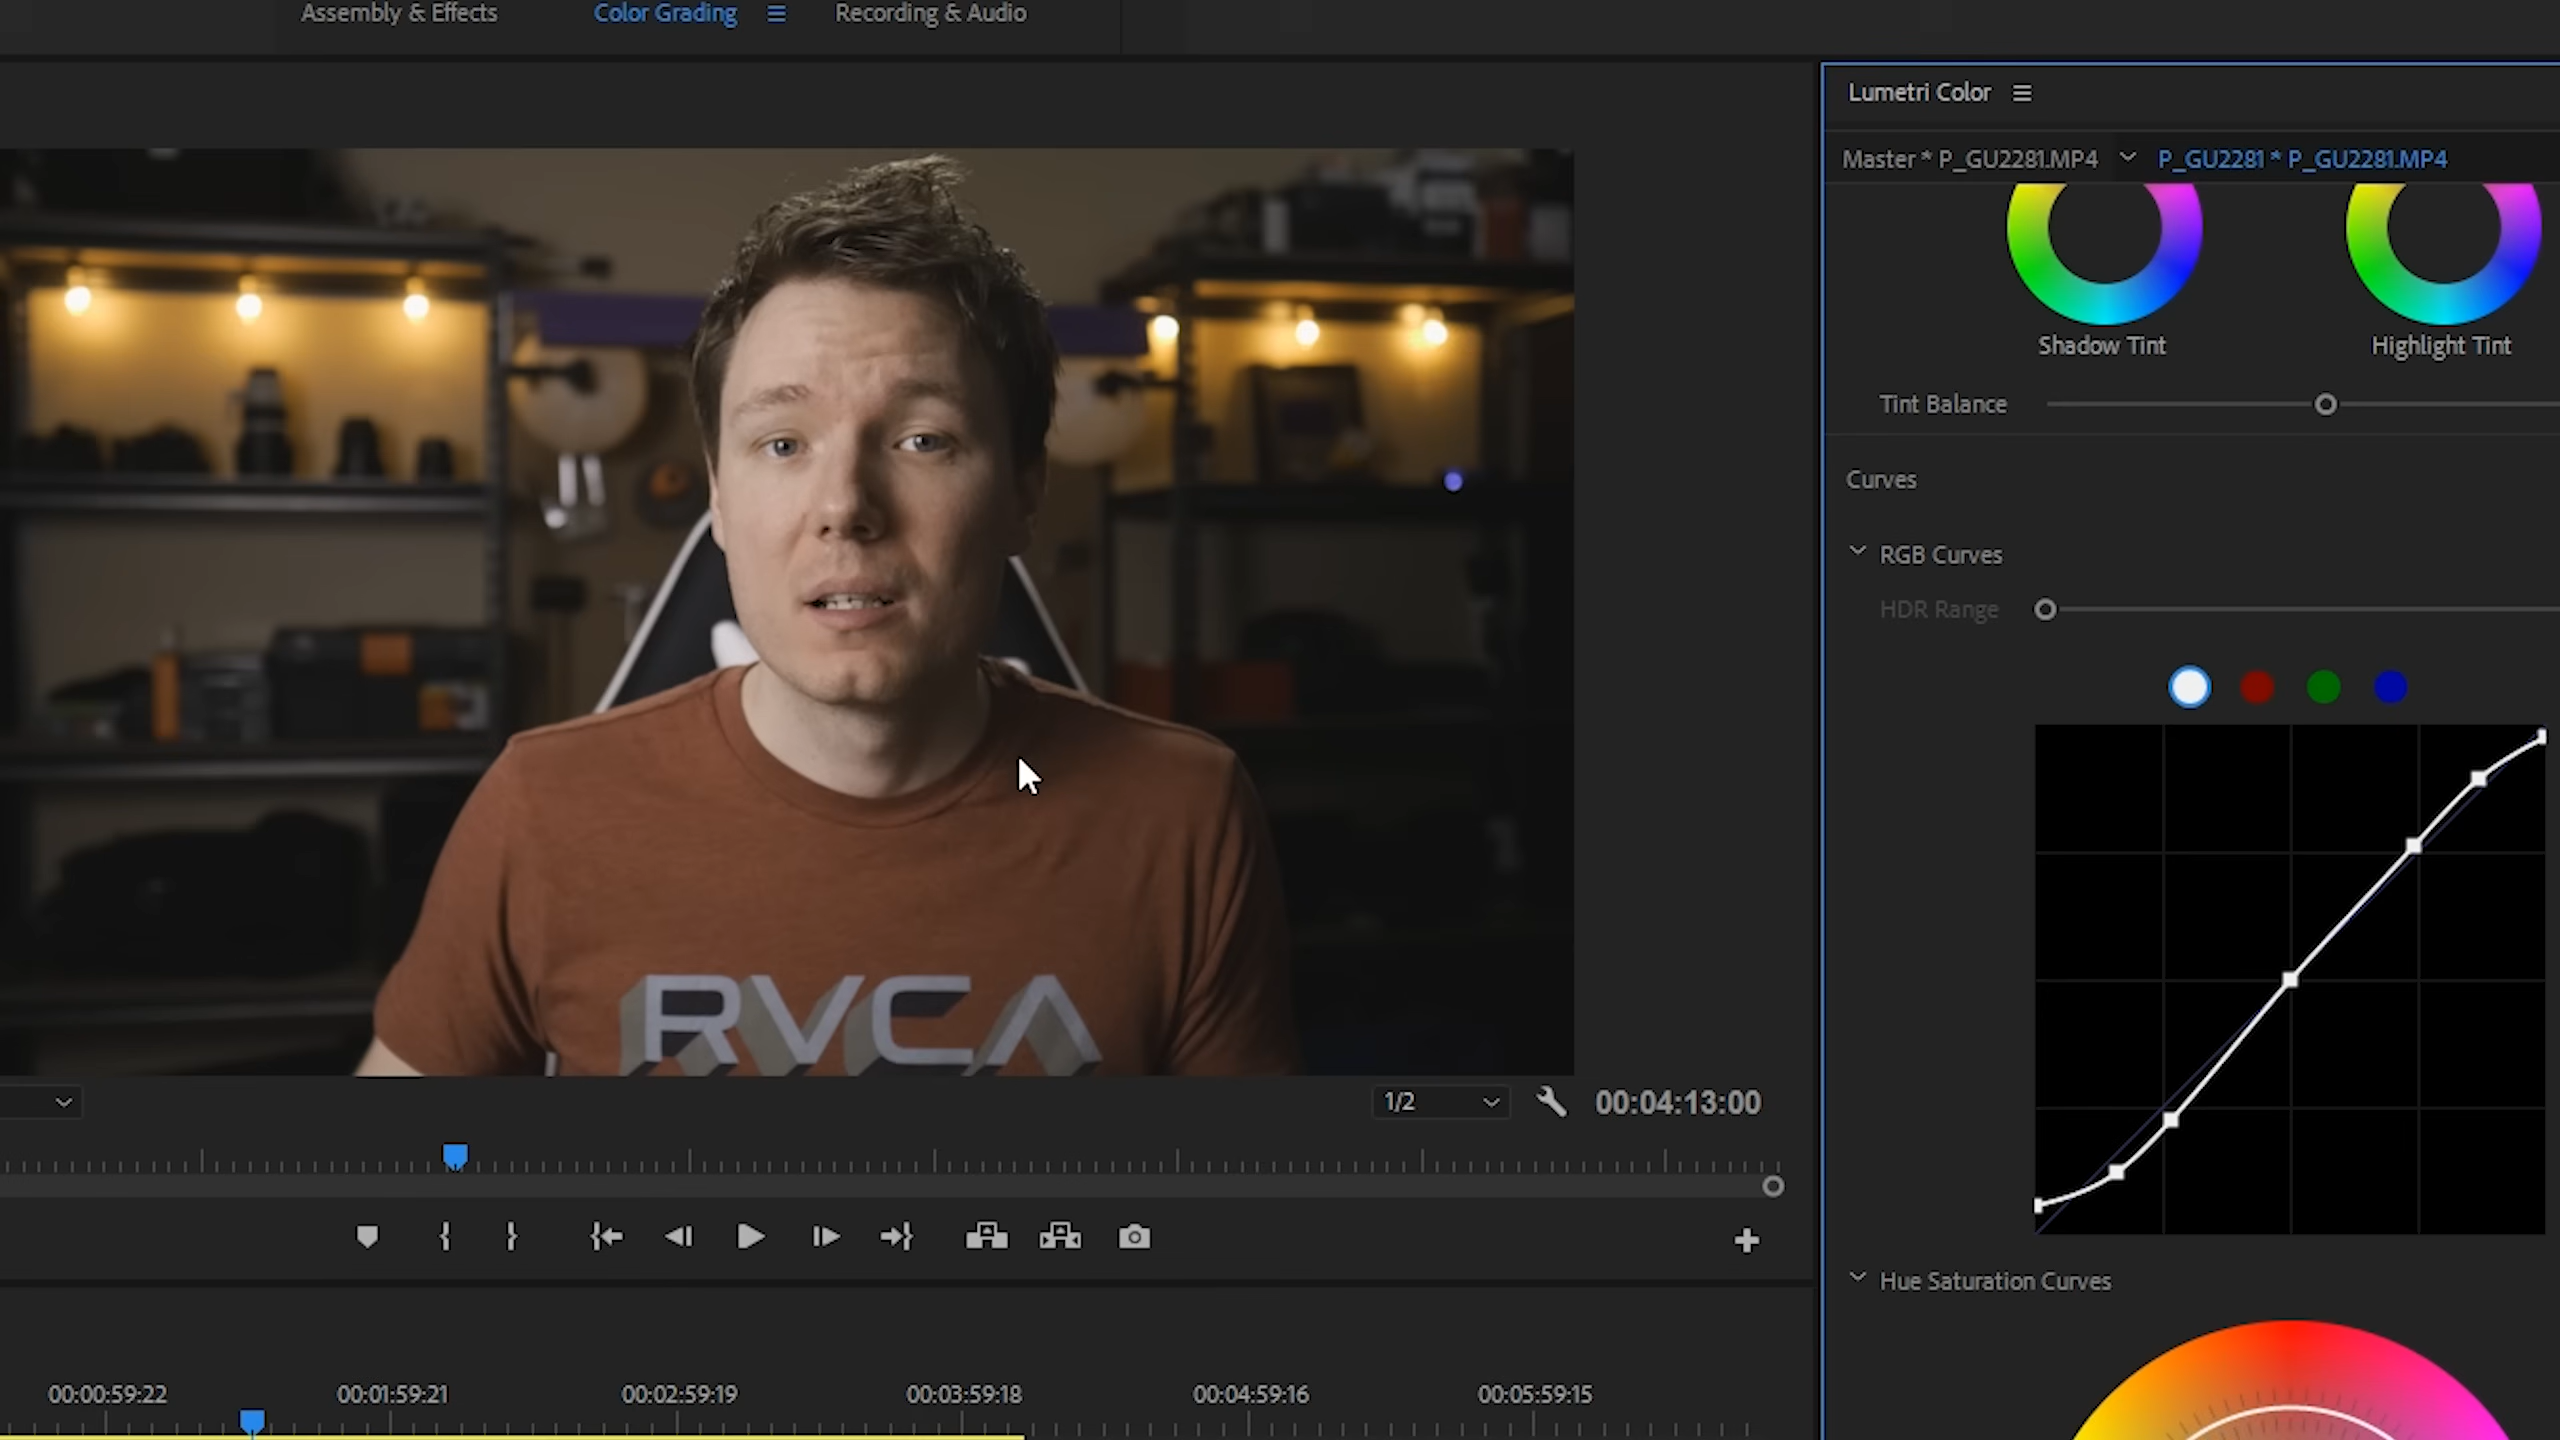 Assembly & Effects
Color Grading
Recording & Audio
Lumetri Color
Master * P_GU2281.MP4
P_GU2281 * P_GU2281.MP4
Shadow Tint
Highlight Tint
Tint Balance
Curves
RGB Curves
HDR Range
RVCA
1/2
00:04:13:00
Hue Saturation Curves
00:00:59:22
00:01:59:21
00:02:59:19
00:03:59:18
00:04:59:16
00:05:59:15